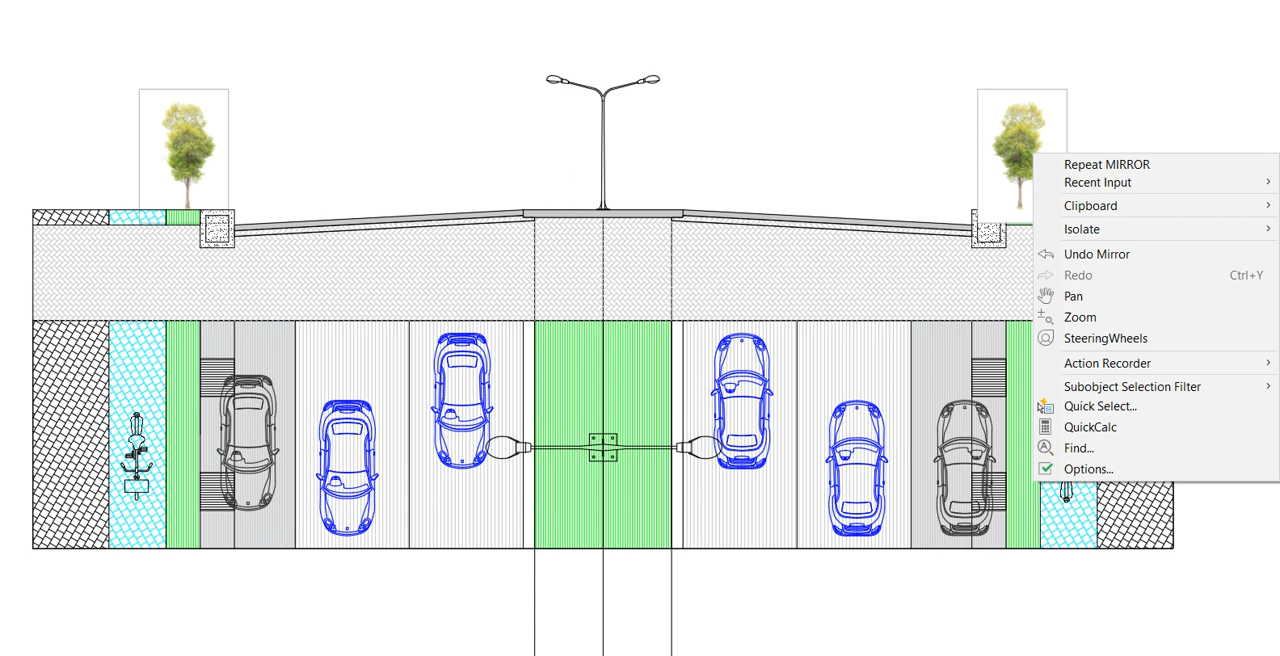 Repeat MIRROR
Recent Input
Clipboard
Isolate
Undo Mirror
Redo Ctrl+Y
Pan
Zoom
SteeringWheels
Action Recorder
Subobject Selection Filter
Quick Select...
QuickCalc
Find...
Options...